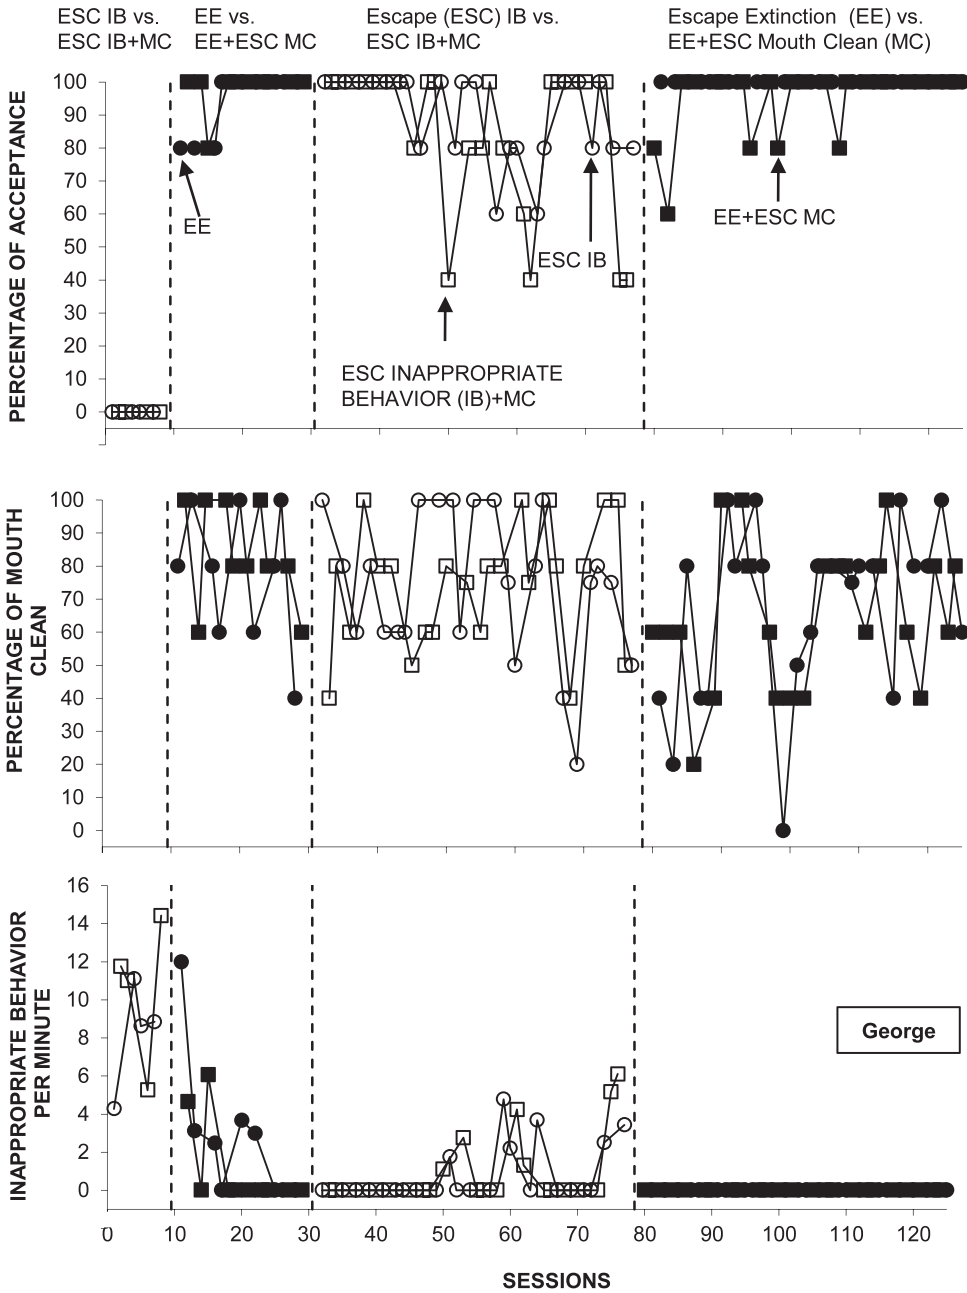 ESC IB vs.
ESC IB+MC
EE vs.
EE+ESC MC
Escape (ESC) IB vs.
ESC IB+MC
Escape Extinction (EE) vs.
EE+ESC Mouth Clean (MC)
PERCENTAGE OF ACCEPTANCE
100
90
80
70
60
50
40
30
20
10
0
EE
ESC IB
EE+ESC MC
ESC INAPPROPRIATE
BEHAVIOR (IB)+MC
PERCENTAGE OF MOUTH
CLEAN
100
90
80
70
60
50
40
30
20
10
0
INAPPROPRIATE BEHAVIOR
PER MINUTE
16
14
12
10
8
6
4
2
0
George
0 10 20 30 40 50 60 70 80 90 100 110 120
SESSIONS